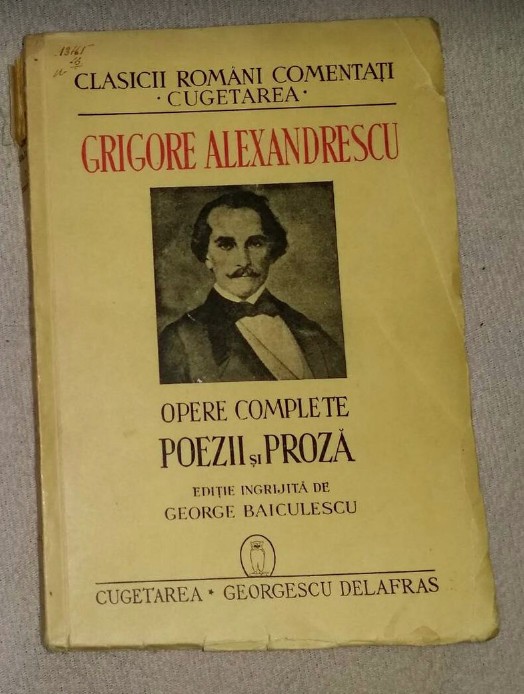 CLASICII ROMÂNI COMENTAȚI
· CUGETAREA ·
GRIGORE ALEXANDRESCU
OPERE COMPLETE
POEZII și PROZĂ
EDIȚIE INGRIJITĂ DE
GEORGE BAICULESCU
CUGETAREA * GEORGESCU DELAFRAS